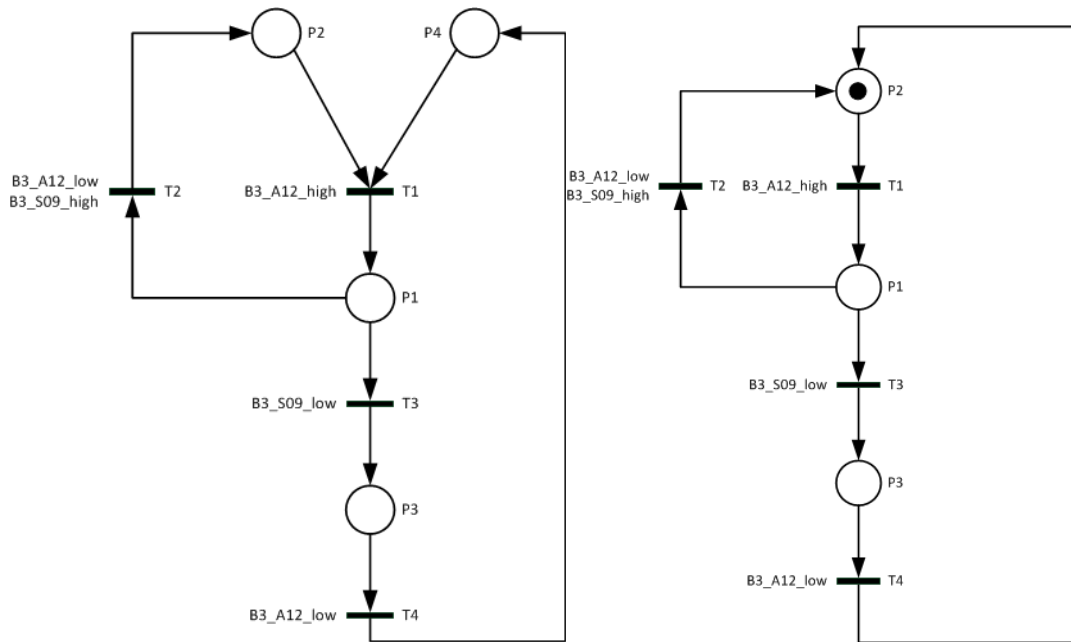 P2
P4
B3_A12_low
B3_S09_high
T2
B3_A12_high
T1
P1
B3_S09_low
T3
P3
B3_A12_low
T4
P2
B3_A12_low
B3_S09_high
T2
B3_A12_high
T1
P1
B3_S09_low
T3
P3
B3_A12_low
T4